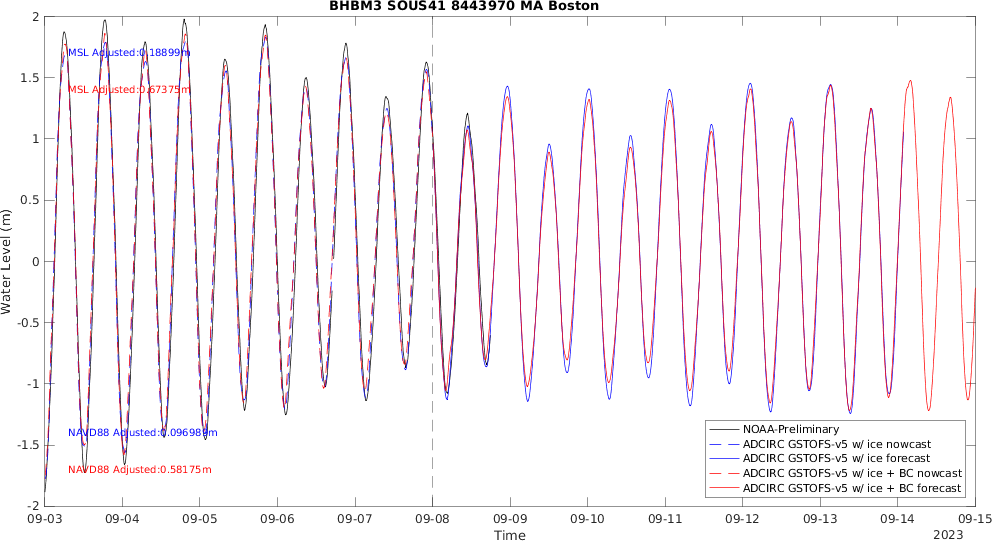 BHBM3 SOUS41 8443970 MA Boston
2
1.5
1
0.5
0
-0.5
-1
-1.5
-2
Water Level (m)
MSL Adjusted:0.18899m
MSL Adjusted:0.67375m
NAVD88 Adjusted:0.096989m
NAVD88 Adjusted:0.58175m
NOAA-Preliminary
ADCIRC GSTOFS-v5 w/ ice nowcast
ADCIRC GSTOFS-v5 w/ ice forecast
ADCIRC GSTOFS-v5 w/ ice + BC nowcast
ADCIRC GSTOFS-v5 w/ ice + BC forecast
09-03 09-04 09-05 09-06 09-07 09-08 09-09 09-10 09-11 09-12 09-13 09-14 09-15
Time
2023